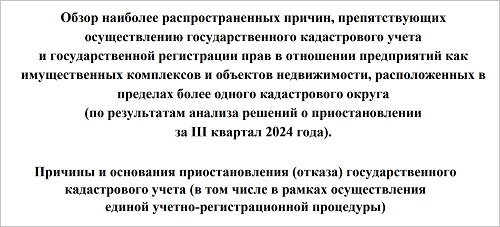 Обзор наиболее распространенных причин, препятствующих
осуществлению государственного кадастрового учета
и государственной регистрации прав в отношении предприятий как
имущественных комплексов и объектов недвижимости, расположенных в
пределах более одного кадастрового округа
(по результатам анализа решений о приостановлении
за III квартал 2024 года).
Причины и основания приостановления (отказа) государственного
кадастрового учета (в том числе в рамках осуществления
единой учетно-регистрационной процедуры)